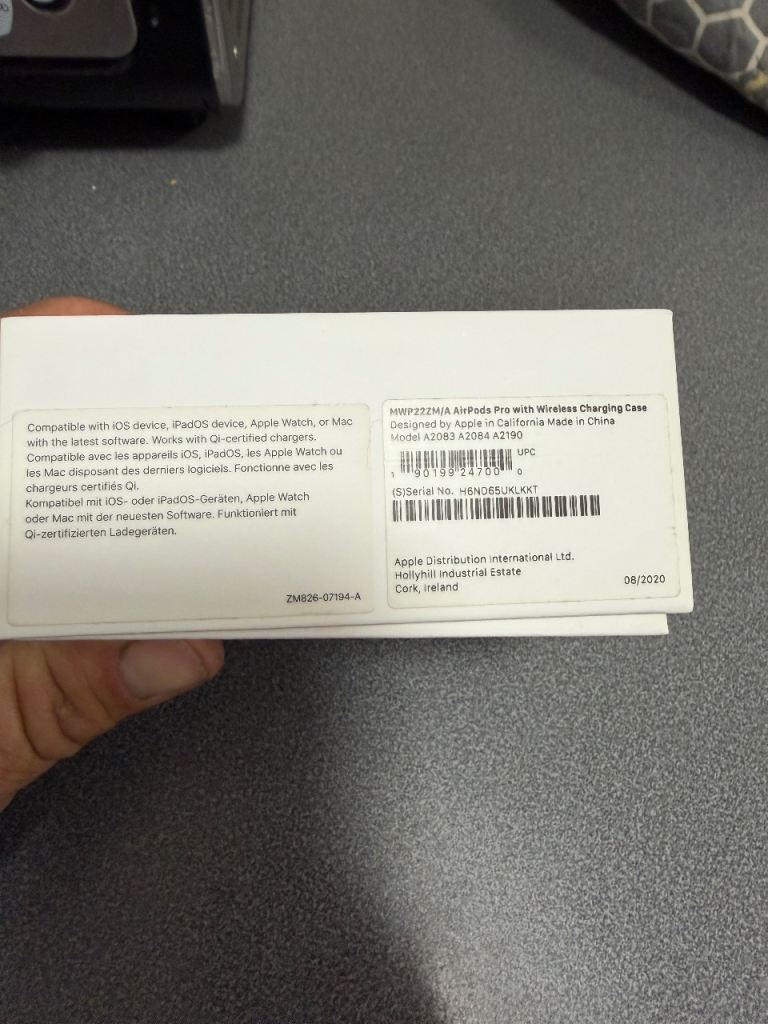 Compatible with iOS device, iPadOS device, Apple Watch, or Mac
with the latest software. Works with Qi-certified chargers.
Compatible avec les appareils iOS, iPadOS, les Apple Watch ou
les Mac disposant des derniers logiciels. Fonctionne avec les
chargeurs certifiés Qi.
Kompatibel mit iOS- oder iPadOS-Geräten, Apple Watch
oder Mac mit der neuesten Software. Funktioniert mit
Qi-zertifizierten Ladegeräten.
ZM826-07194-A
MWP22ZM/A AirPods Pro with Wireless Charging Case
Designed by Apple in California Made in China
Model A2083 A2084 A2190
UPC
1 90199 24700 0
(S)Serial No. H6ND65UKLKKT
Apple Distribution International Ltd.
Hollyhill Industrial Estate
Cork, Ireland
08/2020